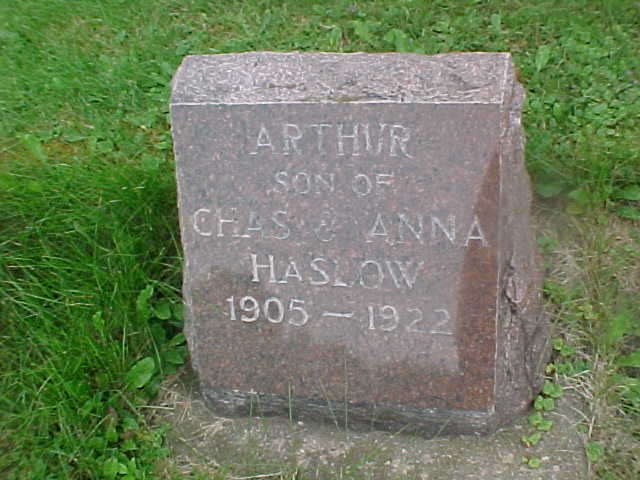 ARTHUR
SON OF
CHAS & ANNA
HASLOW
1905 — 1922